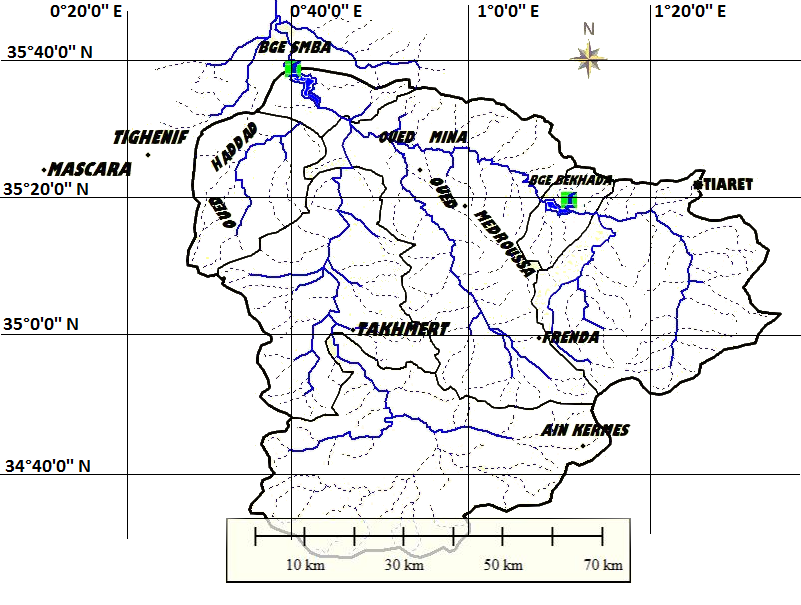 0°20'0'' E
0°40'0'' E
1°0'0'' E
1°20'0'' E
N
35°40'0'' N
BGE SMBA
TIGHENIF
HADDAD
OUED MINA
MASCARA
BGE BEKHADA
TIARET
35°20'0'' N
OUED
OUED
MEDROUSSA
35°0'0'' N
TAKHMERT
FRENDA
AIN KERMES
34°40'0'' N
10 km 30 km 50 km 70 km